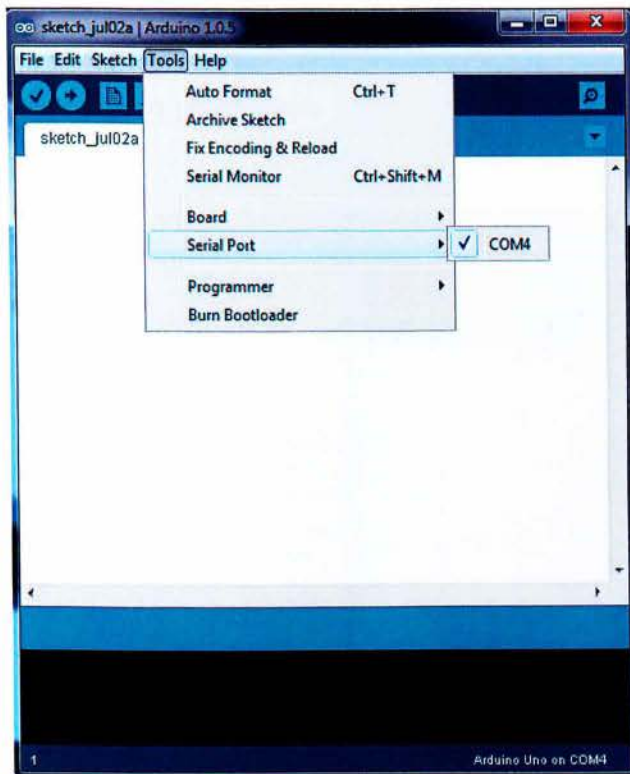 sketch_jul02a | Arduino 1.0.5
File Edit Sketch Tools Help
sketch_jul02a
Auto Format Ctrl+T
Archive Sketch
Fix Encoding & Reload
Serial Monitor Ctrl+Shift+M
Board
Serial Port
COM4
Programmer
Burn Bootloader
1
Arduino Uno on COM4